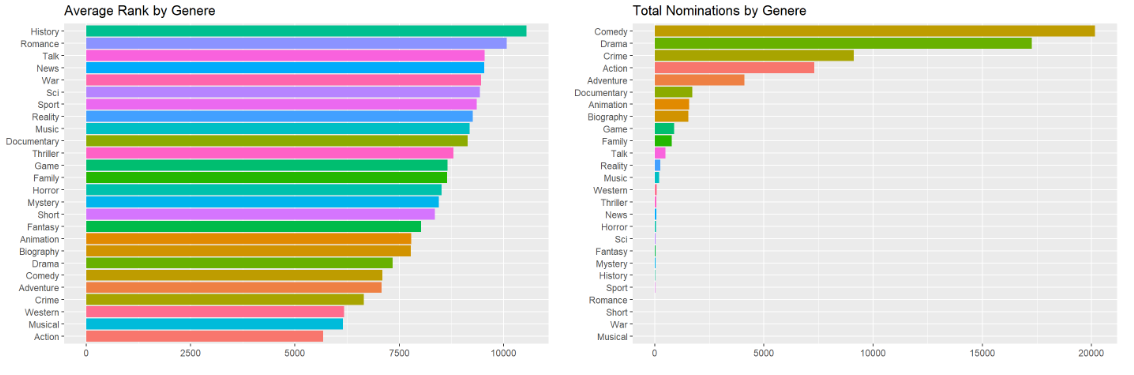 Average Rank by Genere
History
Romance
Talk
News
War
Sci
Sport
Reality
Music
Documentary
Thriller
Game
Family
Horror
Mystery
Short
Fantasy
Animation
Biography
Drama
Comedy
Adventure
Crime
Western
Musical
Action
0 2500 5000 7500 10000
Total Nominations by Genere
Comedy
Drama
Crime
Action
Adventure
Documentary
Animation
Biography
Game
Family
Talk
Reality
Music
Western
Thriller
News
Horror
Sci
Fantasy
Mystery
History
Sport
Romance
Short
War
Musical
0 5000 10000 15000 20000